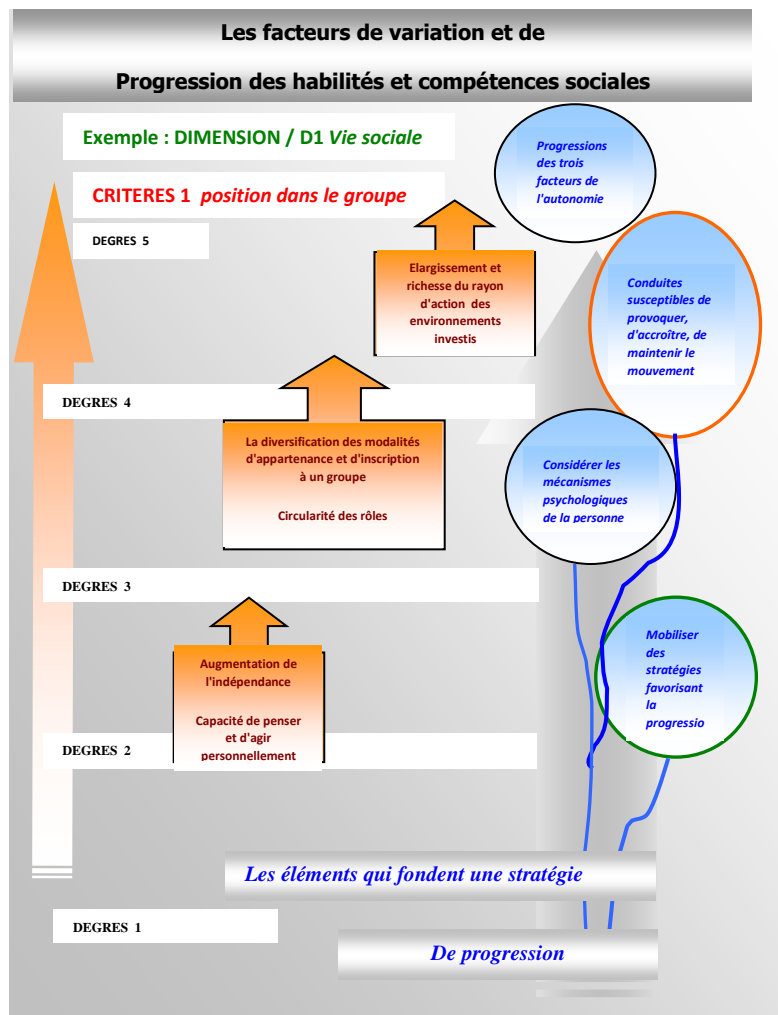 Les facteurs de variation et de
Progression des habilités et compétences sociales
Exemple : DIMENSION / D1 Vie sociale
CRITERES 1 position dans le groupe
DEGRES 5
Progressions
des trois
facteurs de
l'autonomie
Elargissement et
richesse du rayon
d'action des
environnements
investis
Conduites
susceptibles de
provoquer,
d'accroître, de
maintenir le
mouvement
DEGRES 4
La diversification des modalités
d'appartenance et d'inscription
à un groupe
Circularité des rôles
Considérer les
mécanismes
psychologiques
de la personne
DEGRES 3
Augmentation de
l'indépendance
Capacité de penser
et d'agir
personnellement
Mobiliser
des
stratégies
favorisant
la
progressio
DEGRES 2
Les éléments qui fondent une stratégie
DEGRES 1
De progression